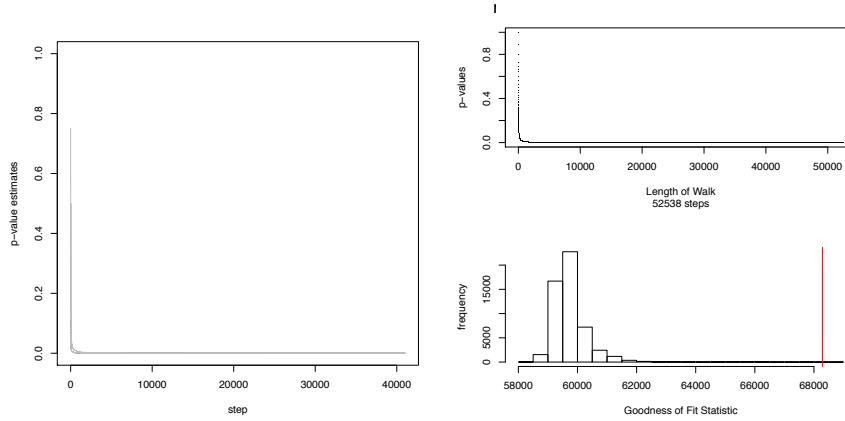 p−value estimates
1.0
0.8
0.6
0.4
0.2
0.0
0 10000 20000 30000 40000
step
p−values
0.8
0.4
0.0
0 10000 20000 30000 40000 50000
Length of Walk
52538 steps
frequency
15000
5000
0
58000 60000 62000 64000 66000 68000
Goodness of Fit Statistic